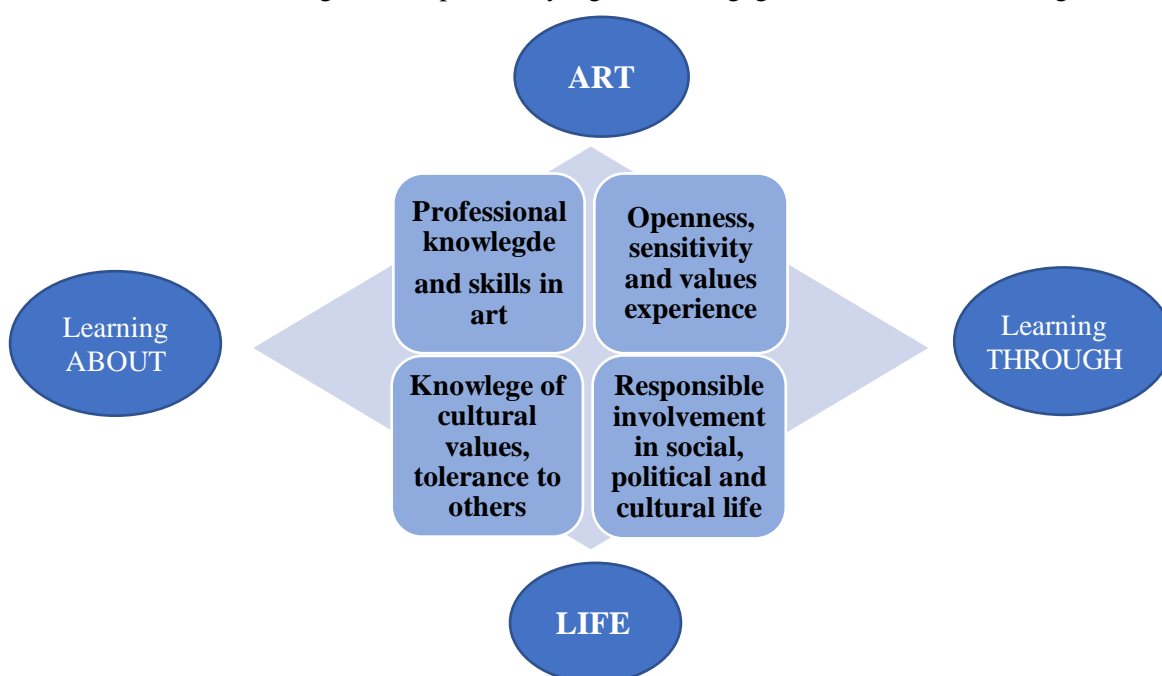 ART
Professional
knowlegde
and skills in
art
Openness,
sensitivity
and values
experience
Learning
ABOUT
Learning
THROUGH
Knowlege of
cultural
values,
tolerance to
others
Responsible
involvement
in social,
political and
cultural life
LIFE